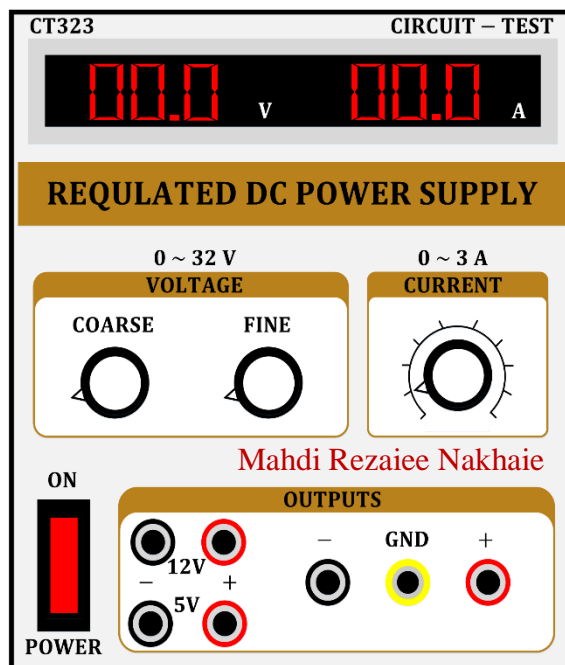 CT323 CIRCUIT – TEST
00.0 V 00.0 A
REQULATED DC POWER SUPPLY
0 ~ 32 V
VOLTAGE
COARSE FINE
0 ~ 3 A
CURRENT
Mahdi Rezaiee Nakhaie
ON
POWER
OUTPUTS
12V
− +
5V
− GND +